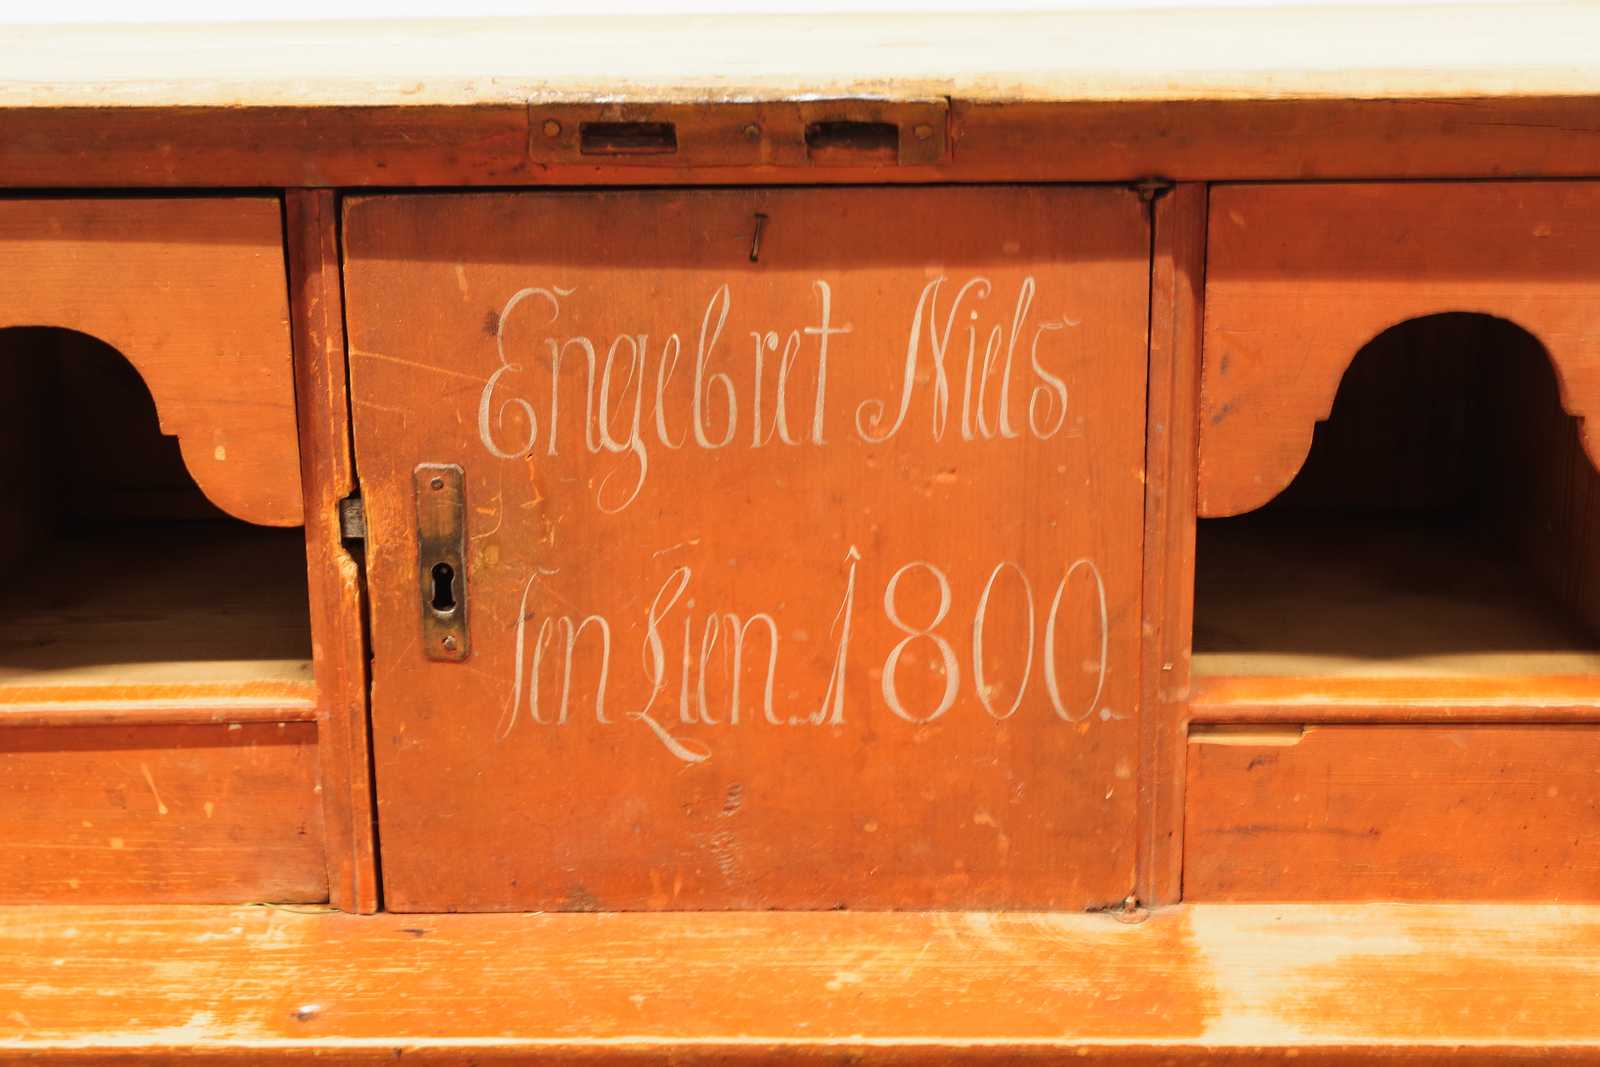 Engebret Niels
ſen Lien 1800.